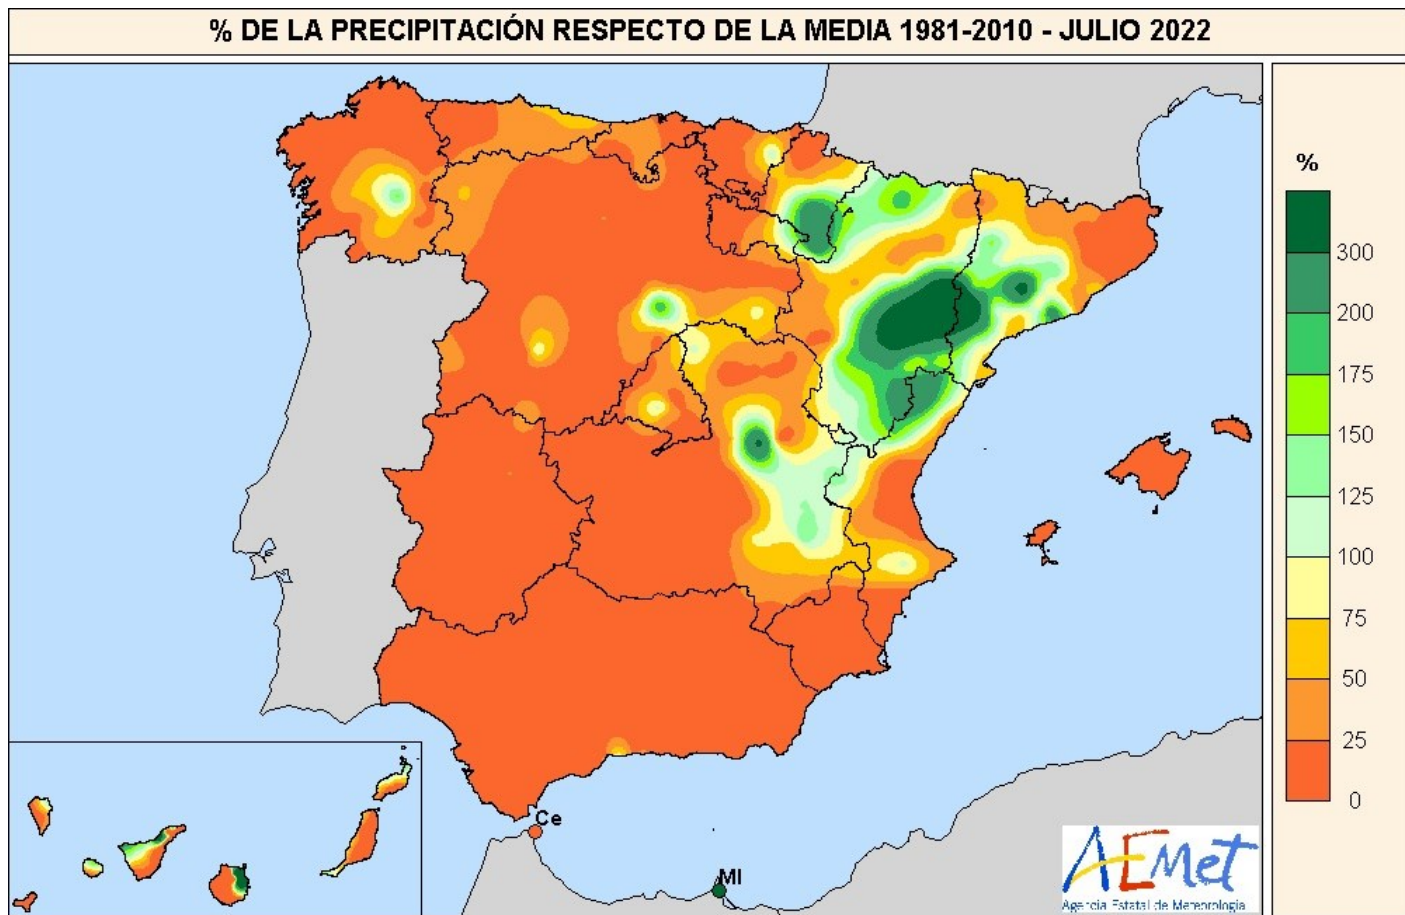 % DE LA PRECIPITACIÓN RESPECTO DE LA MEDIA 1981-2010 - JULIO 2022
%
300
200
175
150
125
100
75
50
25
0
Ce
Ml
AEMet
Agencia Estatal de Meteorología